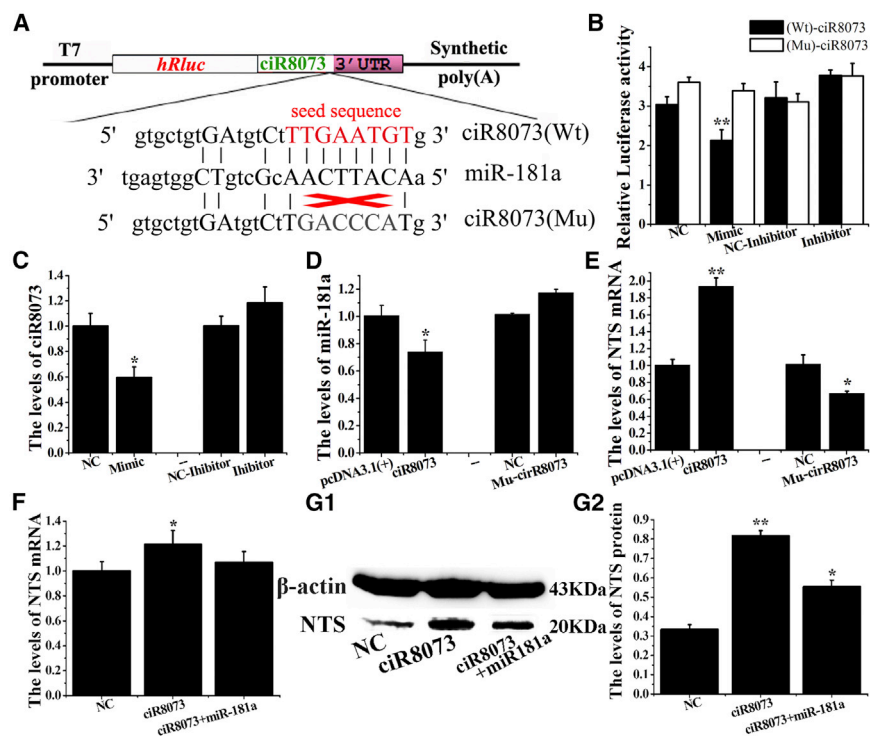 A
T7
promoter
hRluc
ciR8073
3'UTR
Synthetic
poly(A)
seed sequence
5' gtgctgtGAtgtCtTTGAATGTg 3' ciR8073(Wt)
3' tgagtggCTgtcGcAACTTACAa 5' miR-181a
5' gtgctgtGAtgtCtTGACCCATg 3' ciR8073(Mu)
B
(Wt)-ciR8073
(Mu)-ciR8073
Relative Luciferase activity
5
4
3
2
1
0
**
NC
Mimic
NC-Inhibitor
Inhibitor
C
The levels of ciR8073
1.4
1.2
1.0
0.8
0.6
0.4
0.2
0.0
*
NC
Mimic
–
NC-Ihibitor
Ihibitor
D
The levels of miR-181a
1.2
1.0
0.8
0.6
0.4
0.2
0.0
*
pcDNA3.1(+)
ciR8073
–
NC
Mu-cirR8073
E
The levels of NTS mRNA
2.0
1.8
1.6
1.4
1.2
1.0
0.8
0.6
0.4
0.2
0.0
**
*
pcDNA3.1(+)
ciR8073
–
NC
Mu-cirR8073
F
The levels of NTS mRNA
1.4
1.2
1.0
0.8
0.6
0.4
0.2
0.0
*
NC
ciR8073
ciR8073+miR-181a
G1
β-actin
43KDa
NTS
20KDa
NC
ciR8073
ciR8073
+miR181a
G2
The levels of NTS protein
0.9
0.8
0.7
0.6
0.5
0.4
0.3
0.2
0.1
0.0
**
*
NC
ciR8073
ciR8073+miR-181a